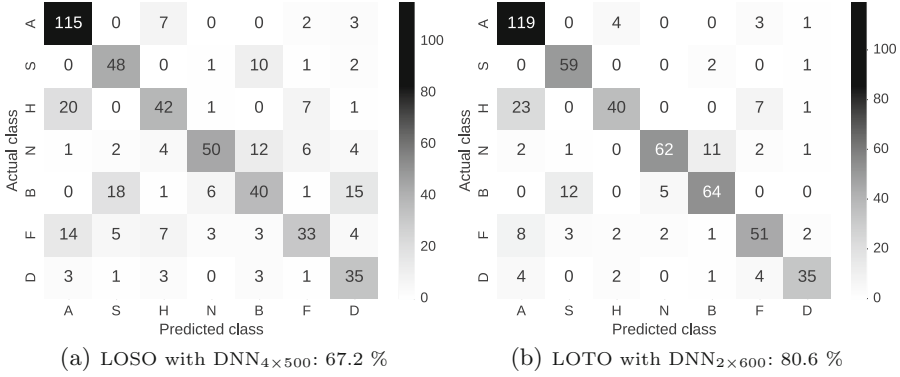 A 115 0 7 0 0 2 3
S 0 48 0 1 10 1 2
H 20 0 42 1 0 7 1
N 1 2 4 50 12 6 4
B 0 18 1 6 40 1 15
F 14 5 7 3 3 33 4
D 3 1 3 0 3 1 35
A S H N B F D
Actual class
Predicted class
100
80
60
40
20
0
(a) LOSO with DNN4×500: 67.2 %
A 119 0 4 0 0 3 1
S 0 59 0 0 2 0 1
H 23 0 40 0 0 7 1
N 2 1 0 62 11 2 1
B 0 12 0 5 64 0 0
F 8 3 2 2 1 51 2
D 4 0 2 0 1 4 35
A S H N B F D
Actual class
Predicted class
100
80
60
40
20
0
(b) LOTO with DNN2×600: 80.6 %